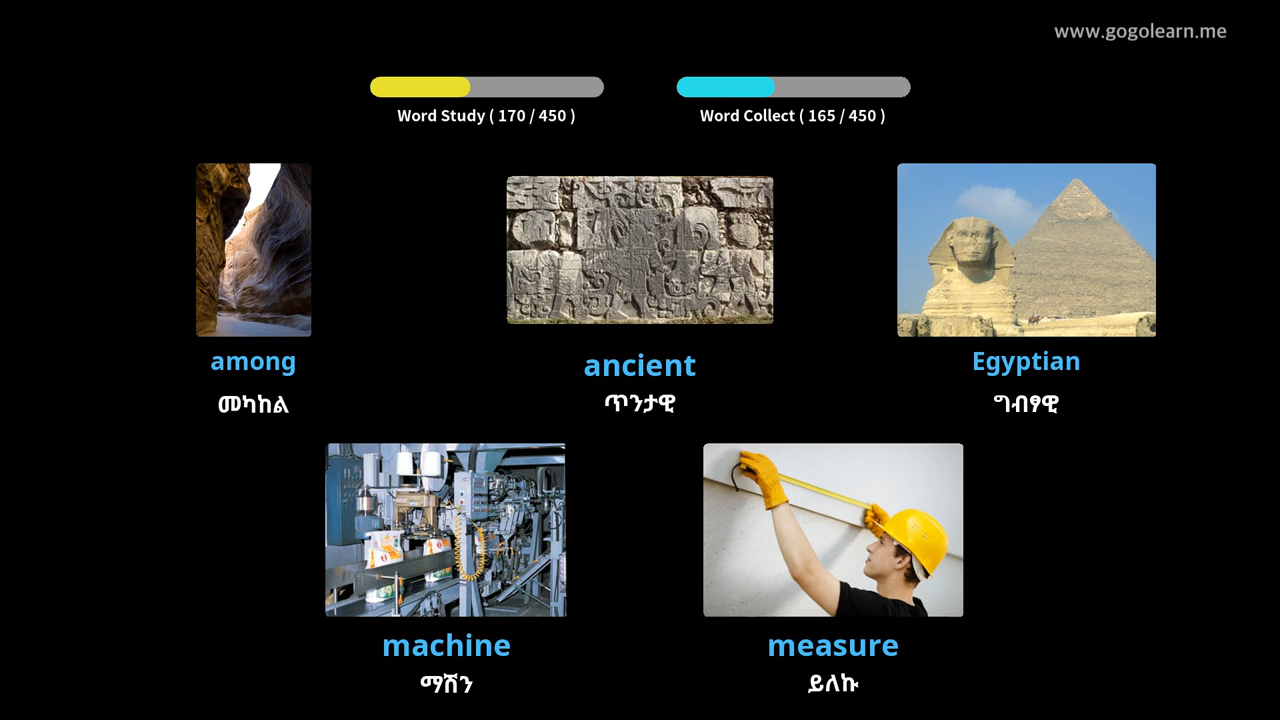 www.gogolearn.me
Word Study ( 170 / 450 )
Word Collect ( 165 / 450 )
among
ancient
Egyptian
መካከል
ጥንታዊ
ግብፃዊ
machine
measure
ማሽን
ይለኩ